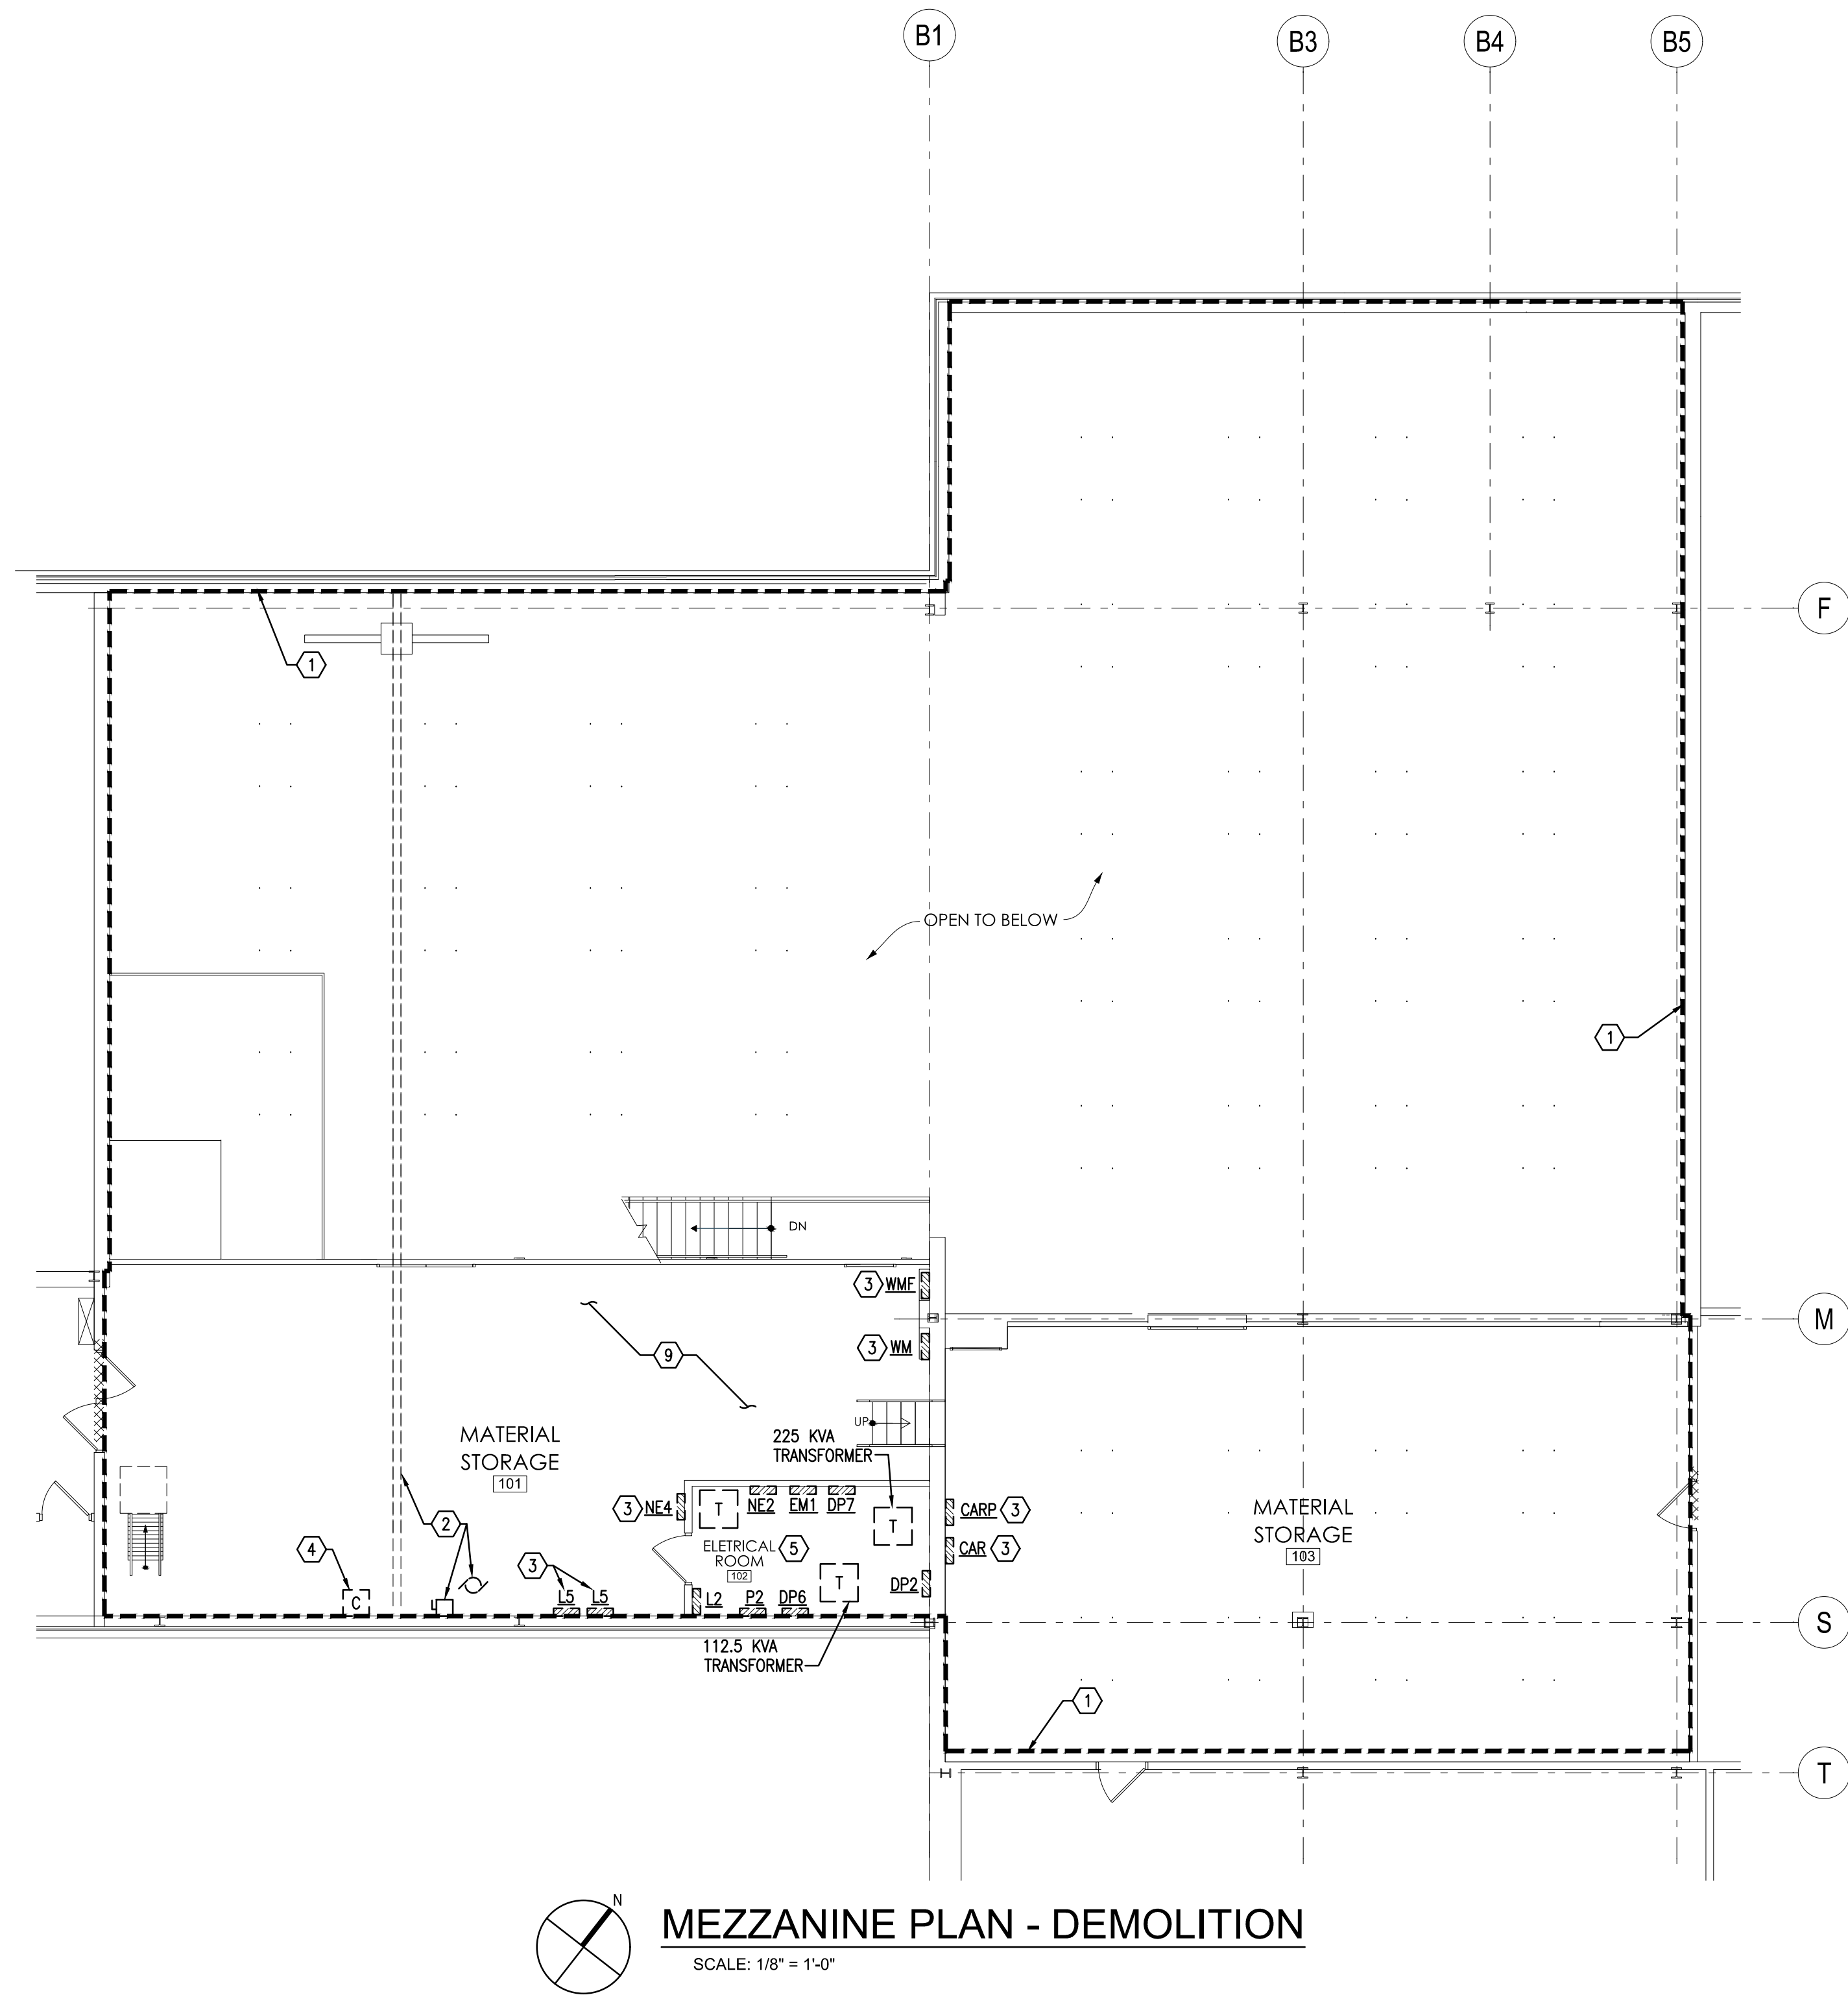 B1
B3
B4
B5
F
1
OPEN TO BELOW
1
DN
3 WMF
M
3 WM
9
UP
MATERIAL
STORAGE
101
225 KVA
TRANSFORMER
3 NE4
T
NE2 EM1 DP7
T
CARP 3
MATERIAL
STORAGE
103
2
4
ELETRICAL 5
ROOM
102
CAR 3
3
T
DP2
C
L
L5 L5
L2 P2 DP6
S
112.5 KVA
TRANSFORMER
1
T
N
MEZZANINE PLAN - DEMOLITION
SCALE: 1/8" = 1'-0"